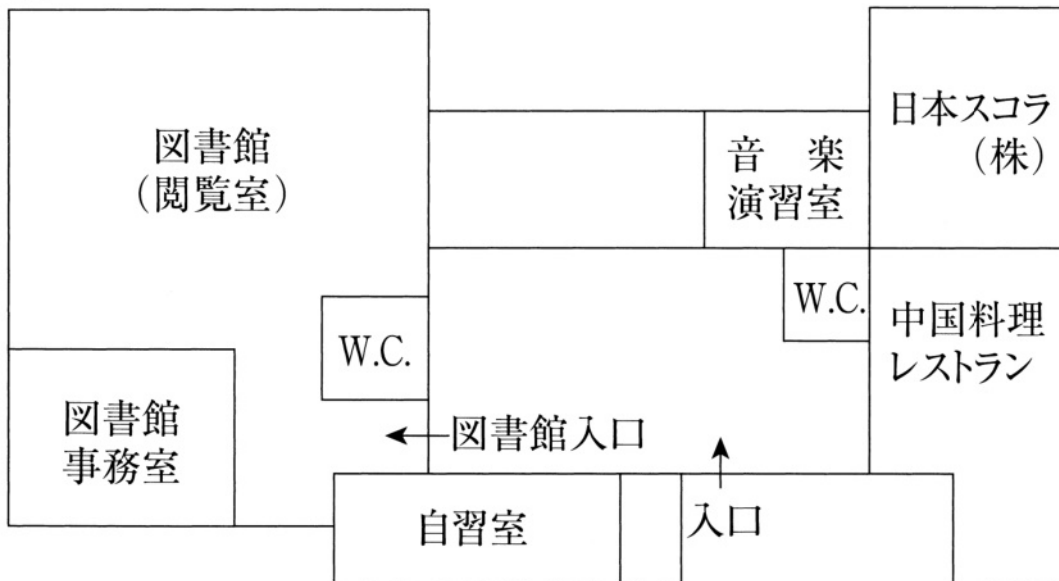 図書館
（閲覧室）
音　楽
演習室
日本スコラ
（株）
W.C.
W.C.
中国料理
レストラン
図書館
事務室
図書館入口
自習室
入口